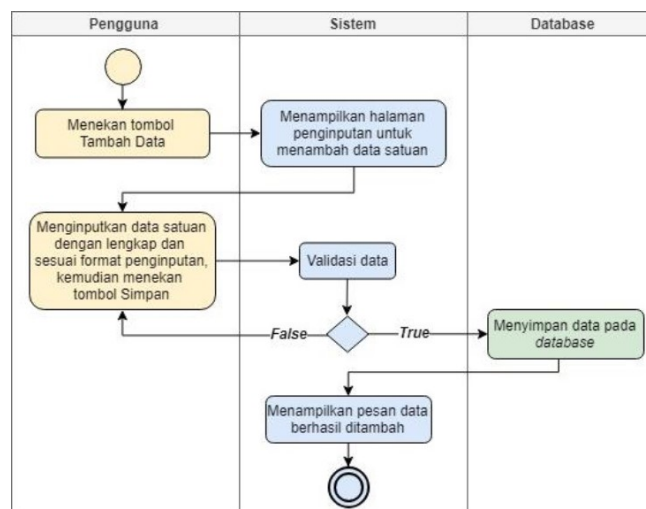 Pengguna
Sistem
Database
Menekan tombol
Tambah Data
Menampilkan halaman
penginputan untuk
menambah data satuan
Menginputkan data satuan
dengan lengkap dan
sesuai format penginputan,
kemudian menekan
tombol Simpan
Validasi data
False
True
Menyimpan data pada
database
Menampilkan pesan data
berhasil ditambah